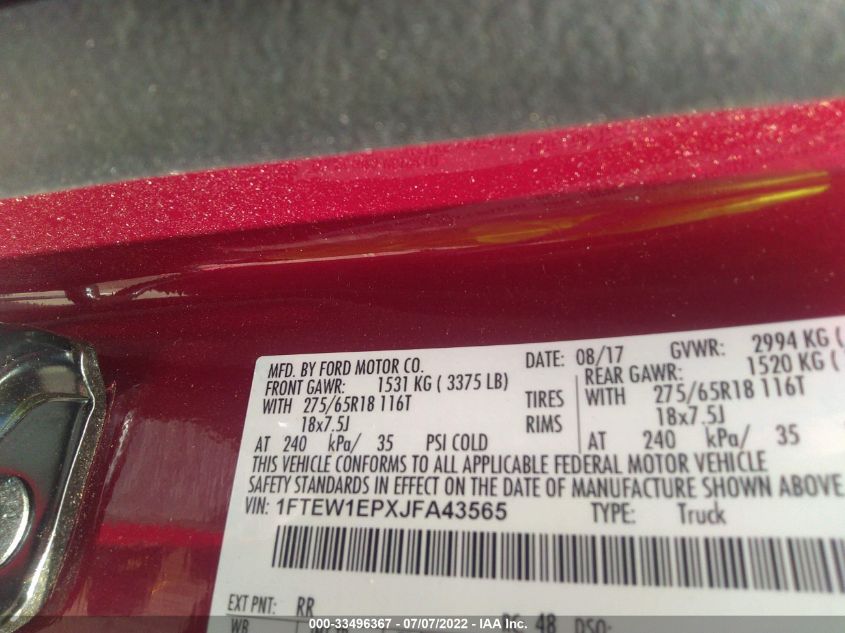 MFD. BY FORD MOTOR CO. DATE: 08/17 GVWR: 2994 KG (
FRONT GAWR: 1531 KG ( 3375 LB) REAR GAWR: 1520 KG (
WITH 275/65R18 116T TIRES WITH 275/65R18 116T
18x7.5J RIMS 18x7.5J
AT 240 kPa/ 35 PSI COLD AT 240 kPa/ 35
THIS VEHICLE CONFORMS TO ALL APPLICABLE FEDERAL MOTOR VEHICLE
SAFETY STANDARDS IN EFFECT ON THE DATE OF MANUFACTURE SHOWN ABOVE.
VIN: 1FTEW1EPXJFA43565 TYPE: Truck
EXT PNT: RR
WB 48 DSO:
000-33496367 - 07/07/2022 - IAA Inc.